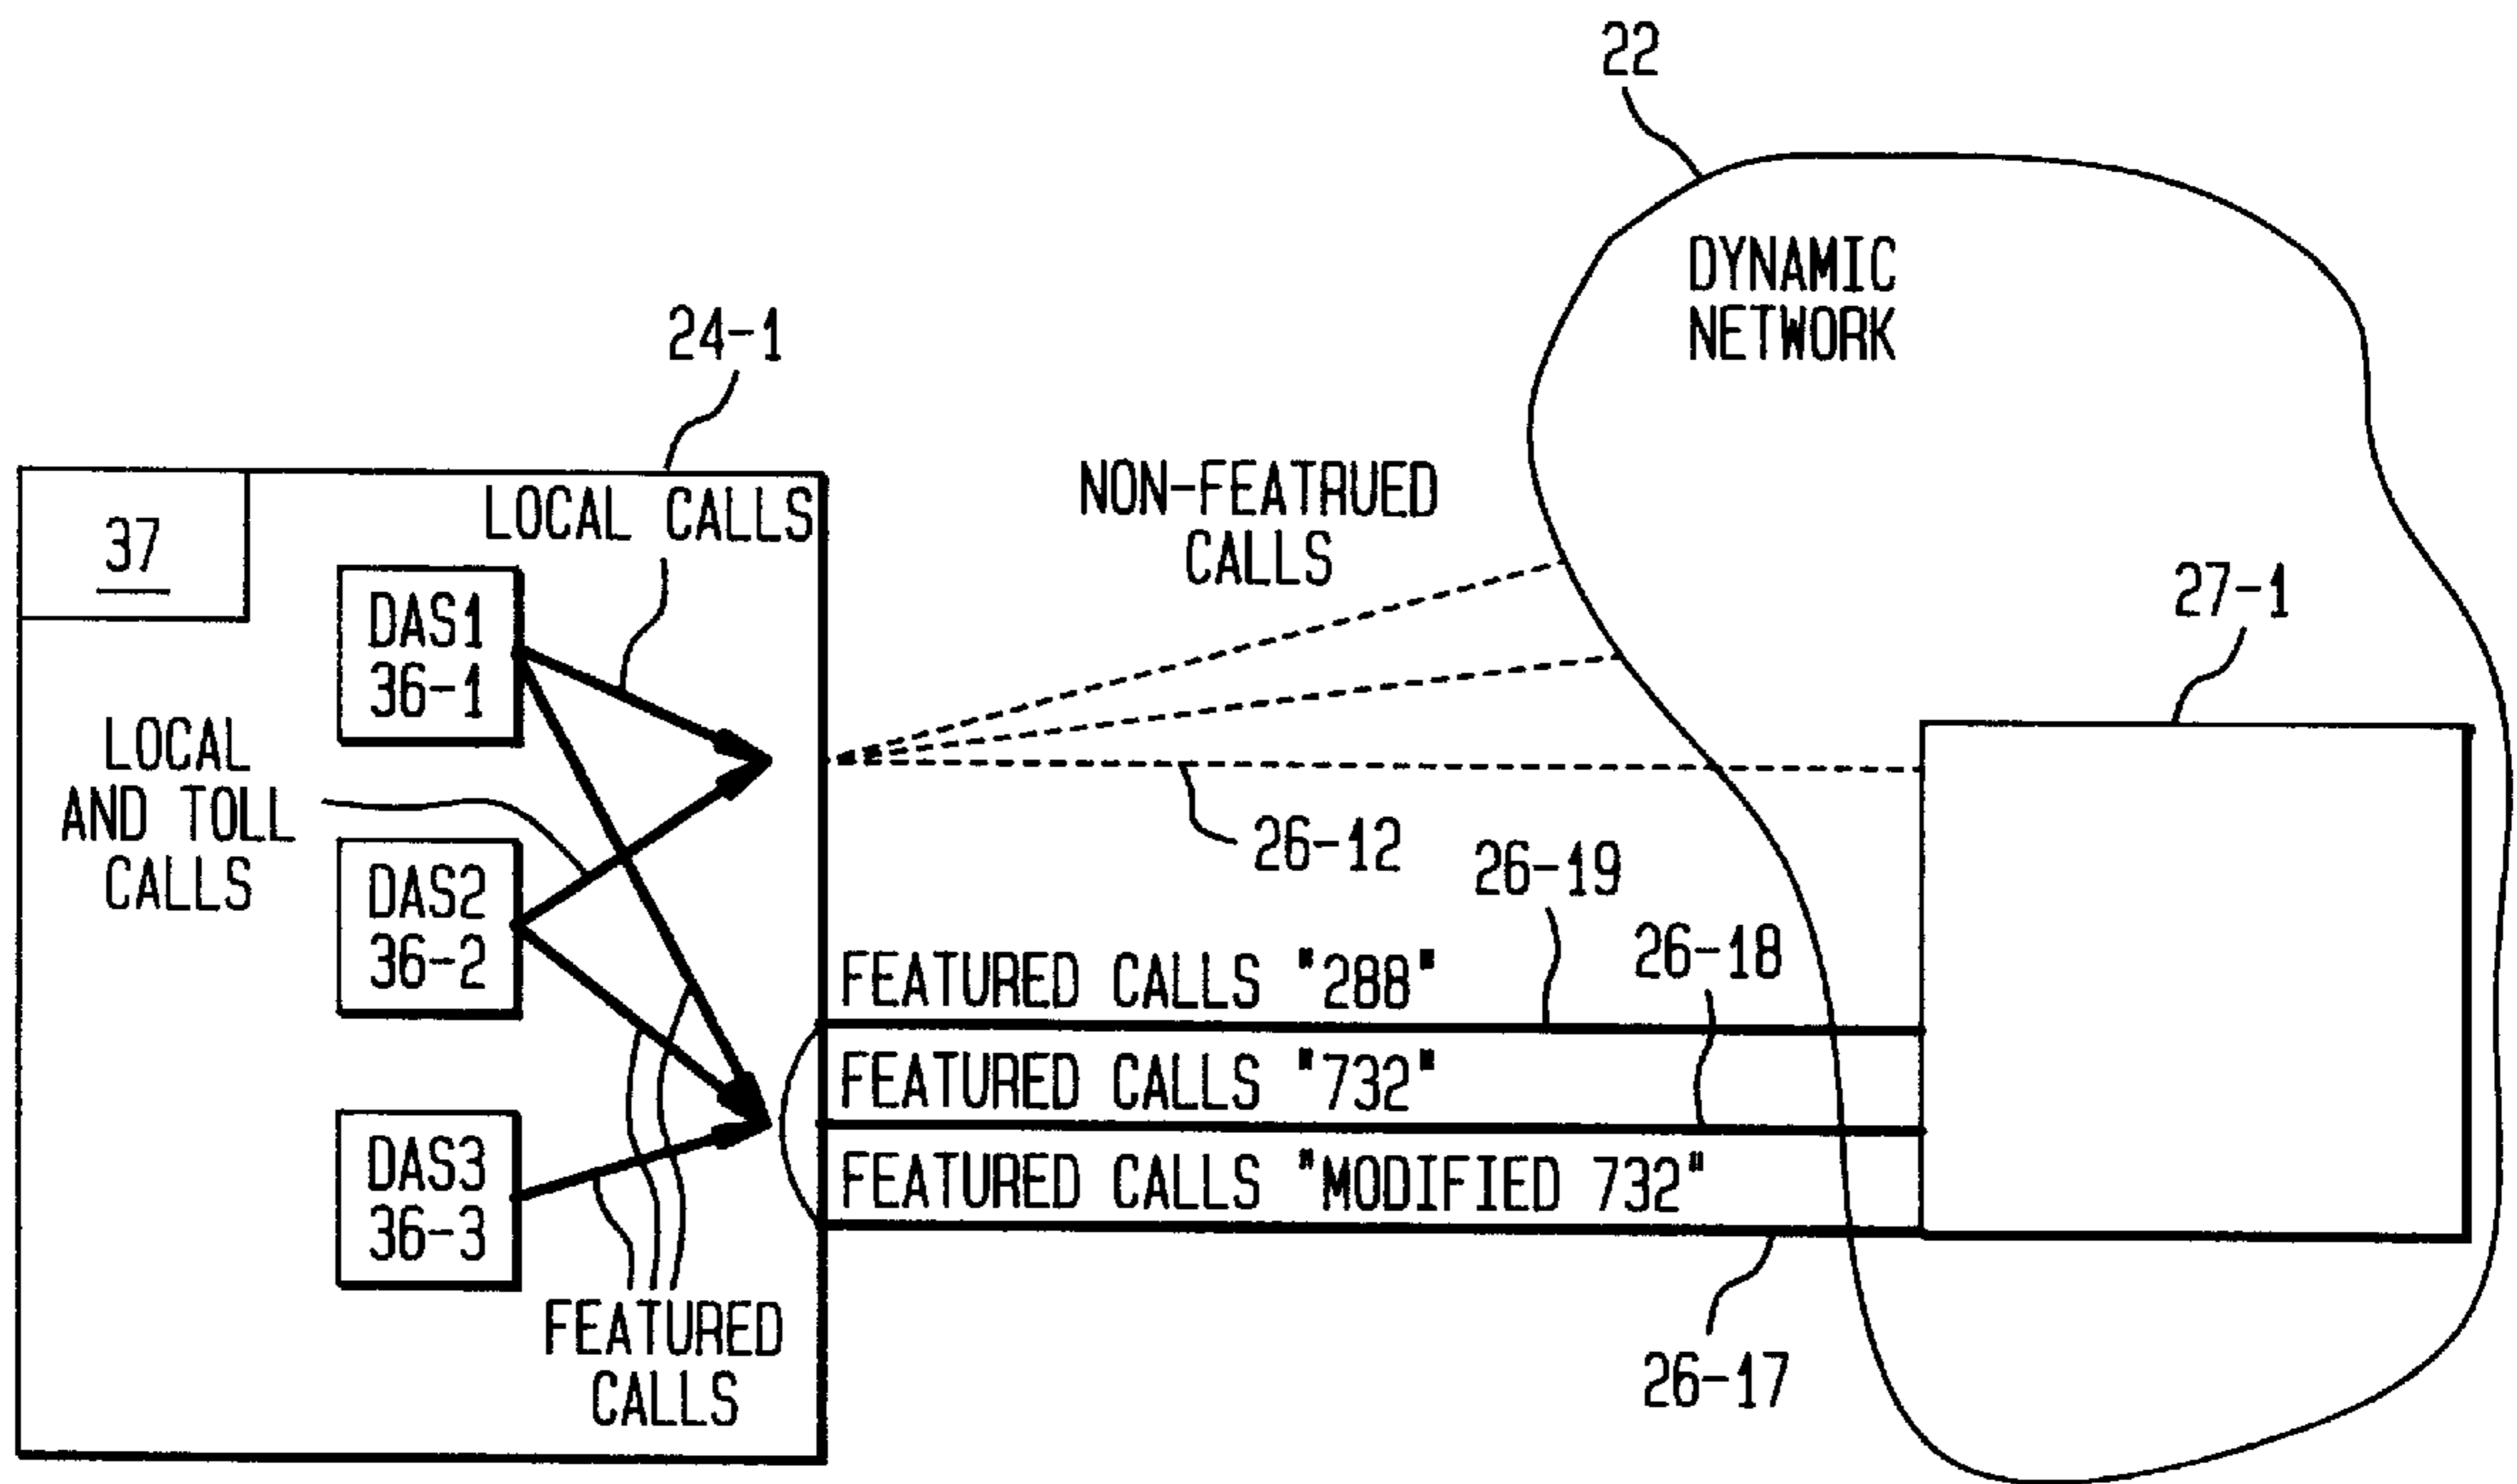 22
DYNAMIC
NETWORK
24-1
LOCAL CALLS
NON-FEATRUED
CALLS
37
27-1
DAS1
36-1
LOCAL
AND TOLL
CALLS
26-12
26-19
DAS2
36-2
26-18
FEATURED CALLS "288"
FEATURED CALLS "732"
FEATURED CALLS "MODIFIED 732"
DAS3
36-3
FEATURED
CALLS
26-17